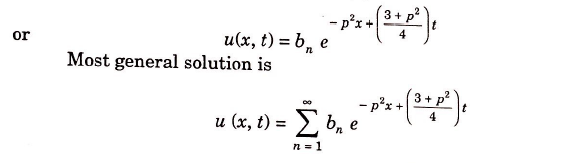 or u(x, t) = b_n e^{- p^2 x + \left( \frac{3 + p^2}{4} \right) t}
Most general solution is
u (x, t) = \sum_{n = 1}^{\infty} b_n e^{- p^2 x + \left( \frac{3 + p^2}{4} \right) t}